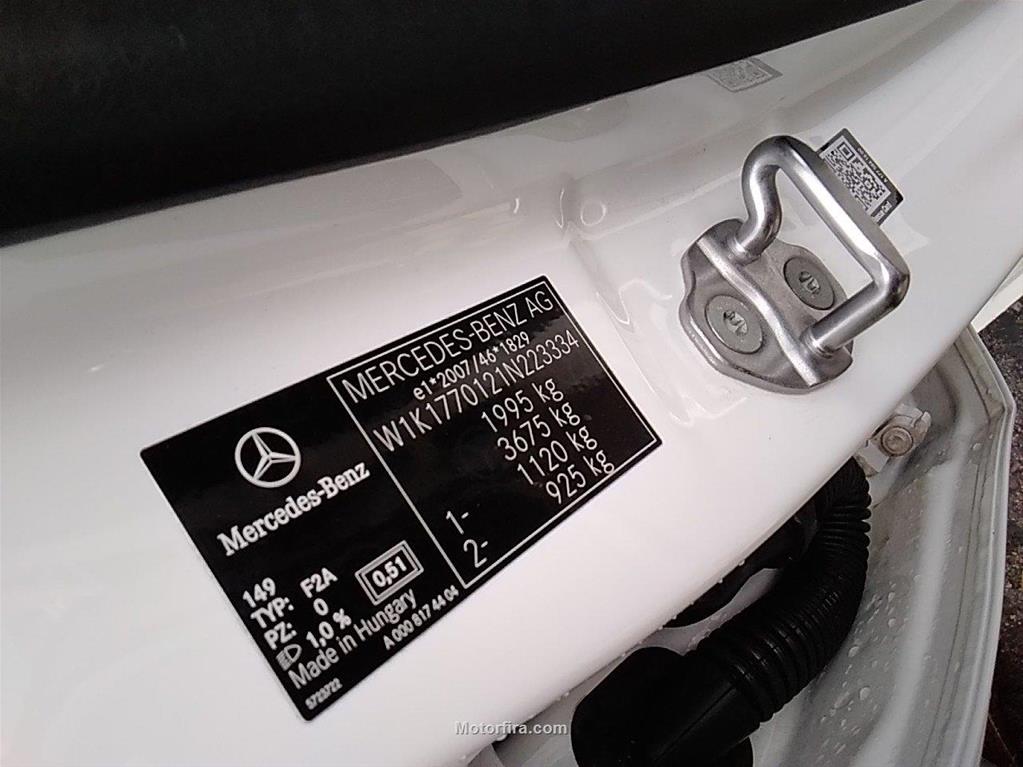 MERCEDES-BENZ AG
e1*2007/46*1829
W1K1770121N223334
1995 kg
3675 kg
1- 1120 kg
2- 925 kg
Mercedes-Benz
149
TYP: F2A
PZ: 0
1,0 % 0,51
Made in Hungary
A 000 817 44 04
5723722
Motorfira.com